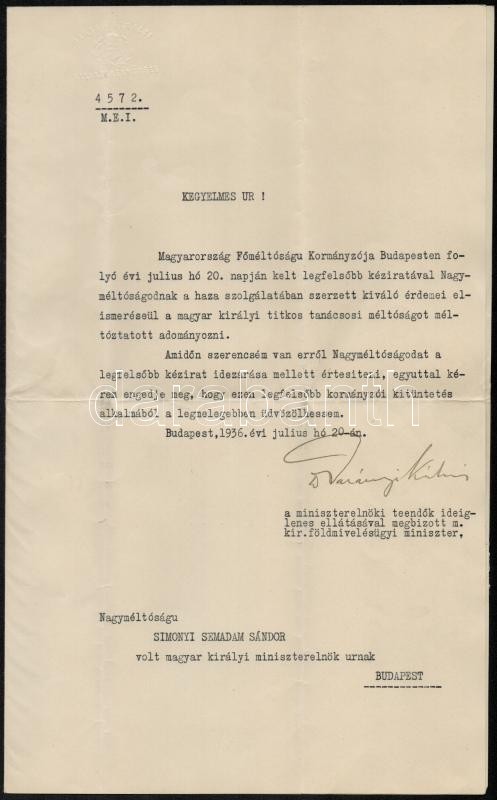 4572.
M.E.I.
KEGYELMES UR !
Magyarország Főméltóságu Kormányzója Budapesten fo-
lyó évi julius hó 20. napján kelt legfelsőbb kéziratával Nagy-
méltóságodnak a haza szolgálatában szerzett kiváló érdemei el-
ismeréseül a magyar királyi titkos tanácsosi méltóságot mél-
tóztatott adományozni.
Amidőn szerencsém van erről Nagyméltóságodat a
legfelsőbb kézirat idezárása mellett értesiteni, egyuttal ké-
rem engedje meg, hogy ezen legfelsőbb kormányzói kitüntetés
alkalmából a legmelegebben üdvözölhessem.
Budapest, 1936.évi julius hó 20-án.
Darányi Kálmán
a miniszterelnöki teendők ideig-
lenes ellátásával megbizott m.
kir.földmivelésügyi miniszter,
Nagyméltóságu
SIMONYI SEMADAM SÁNDOR
volt magyar királyi miniszterelnök urnak
BUDAPEST
darabanth